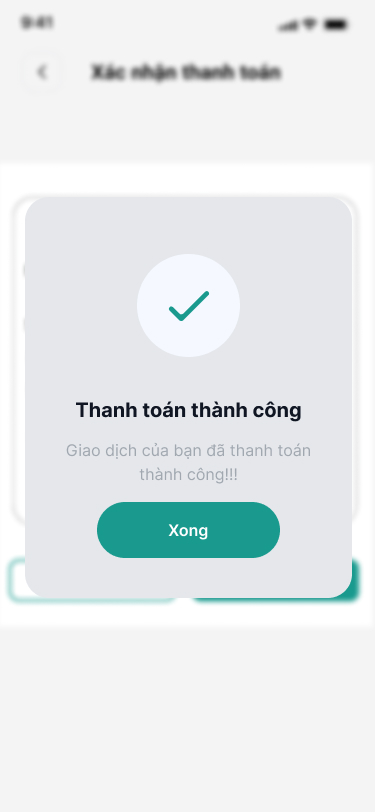 9:41
Xác nhận thanh toán
Thanh toán thành công
Giao dịch của bạn đã thanh toán
thành công!!!
Xong